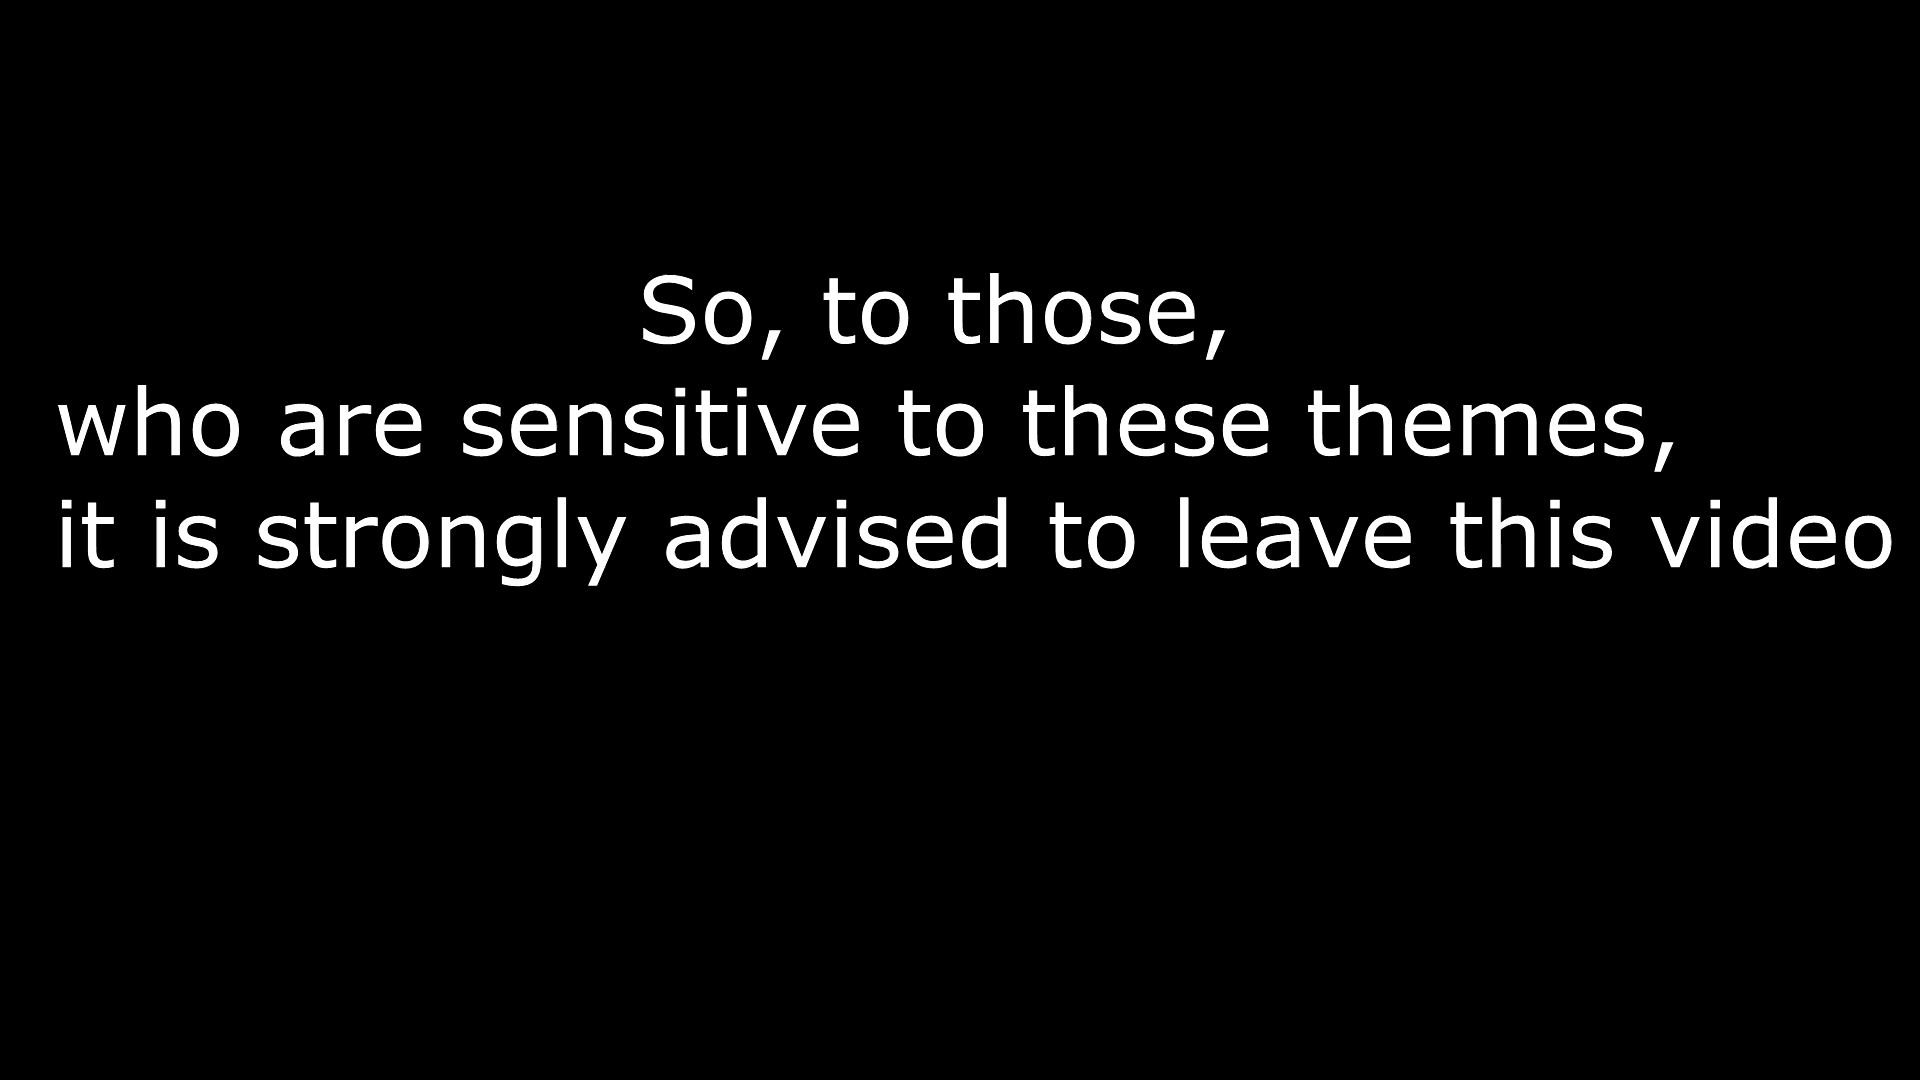 So, to those,
who are sensitive to these themes,
it is strongly advised to leave this video